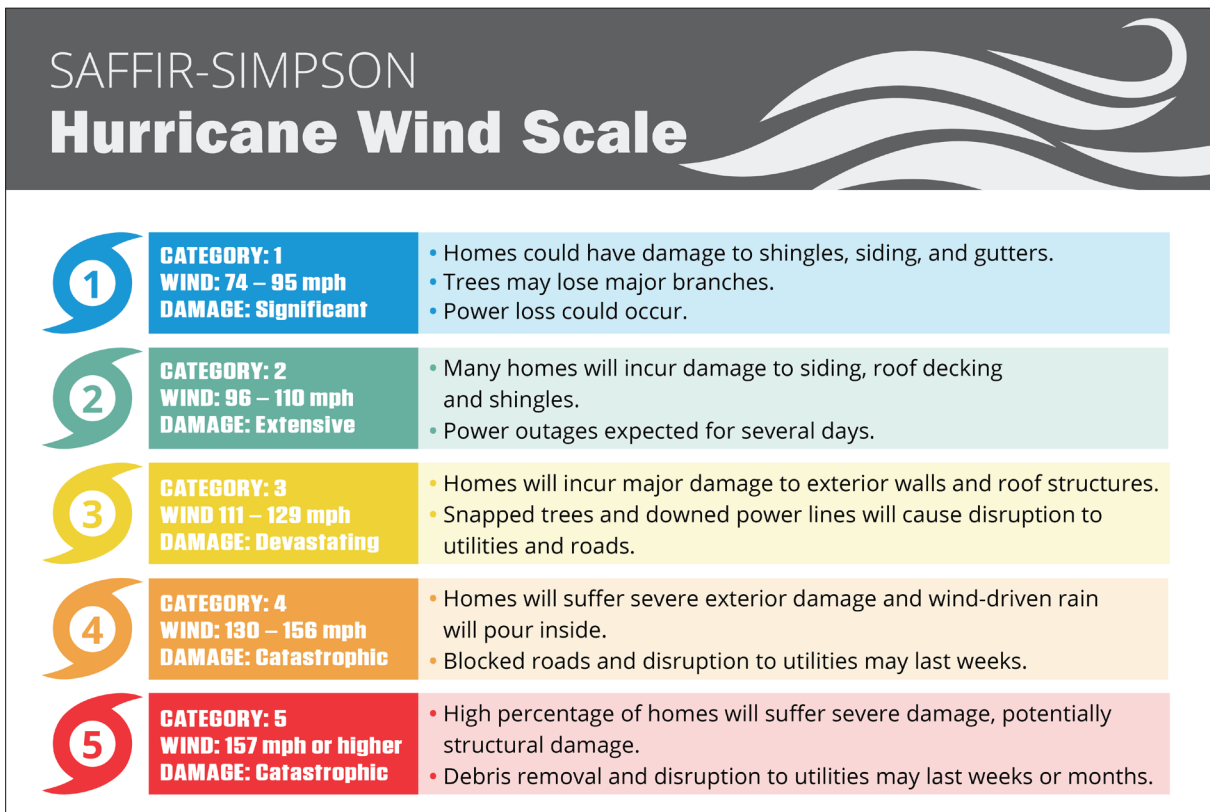 SAFFIR-SIMPSON
Hurricane Wind Scale
1
CATEGORY: 1
WIND: 74 – 95 mph
DAMAGE: Significant
• Homes could have damage to shingles, siding, and gutters.
• Trees may lose major branches.
• Power loss could occur.
2
CATEGORY: 2
WIND: 96 – 110 mph
DAMAGE: Extensive
• Many homes will incur damage to siding, roof decking
and shingles.
• Power outages expected for several days.
3
CATEGORY: 3
WIND 111 – 129 mph
DAMAGE: Devastating
• Homes will incur major damage to exterior walls and roof structures.
• Snapped trees and downed power lines will cause disruption to
utilities and roads.
4
CATEGORY: 4
WIND: 130 – 156 mph
DAMAGE: Catastrophic
• Homes will suffer severe exterior damage and wind-driven rain
will pour inside.
• Blocked roads and disruption to utilities may last weeks.
5
CATEGORY: 5
WIND: 157 mph or higher
DAMAGE: Catastrophic
• High percentage of homes will suffer severe damage, potentially
structural damage.
• Debris removal and disruption to utilities may last weeks or months.